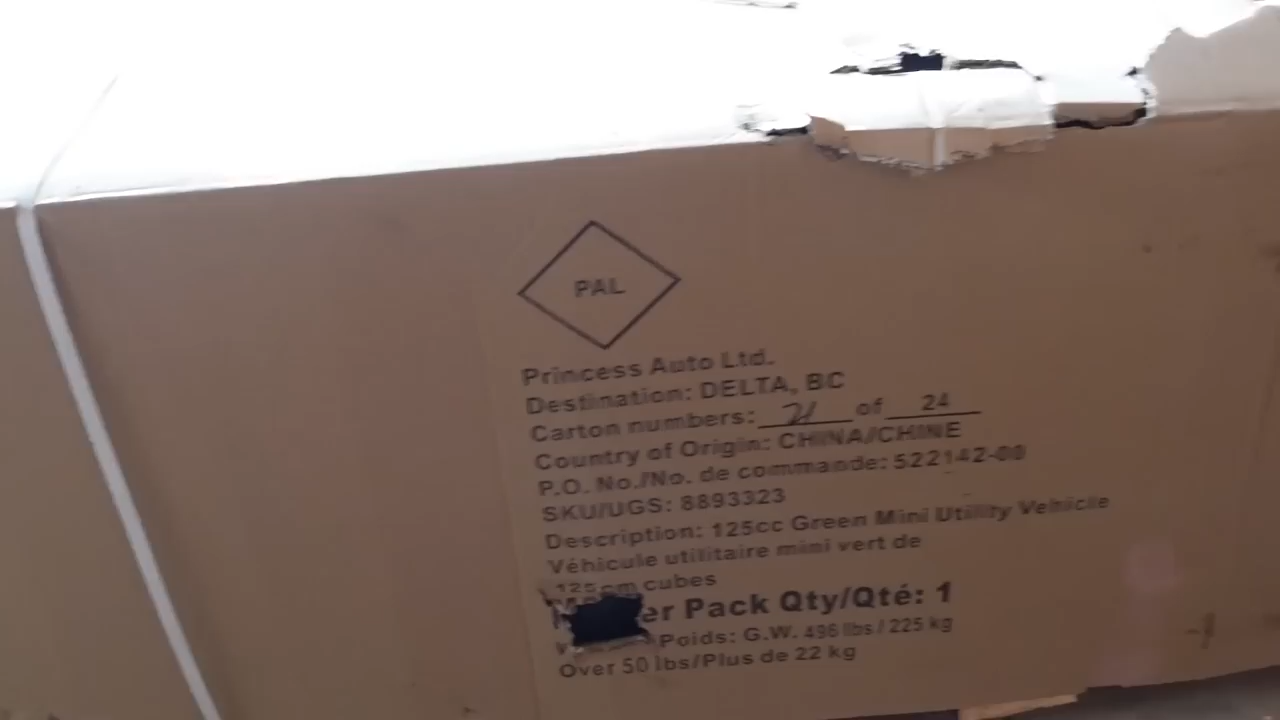 PAL
Princess Auto Ltd.
Destination: DELTA, BC
Carton numbers: 21 of 24
Country of Origin: CHINA/CHINE
P.O. No./No. de commande: 522142-00
SKU/UGS: 8893323
Description: 125cc Green Mini Utility Vehicle
Véhicule utilitaire mini vert de
125cm cubes
er Pack Qty/Qté: 1
Poids: G.W. 496 lbs / 225 kg
Over 50 lbs/Plus de 22 kg